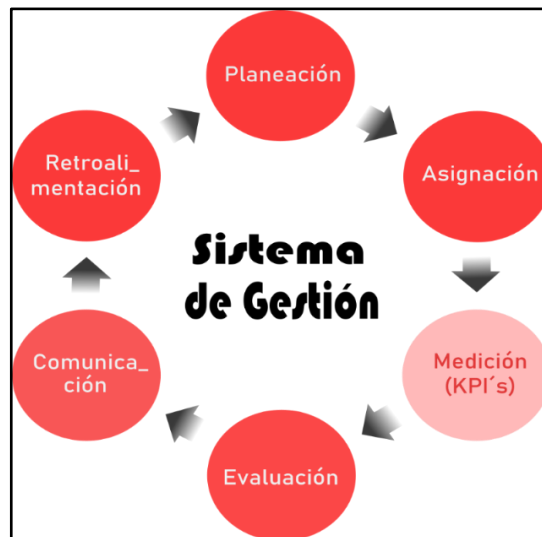 Planeación
Asignación
Medición
(KPI´s)
Evaluación
Comunica_
ción
Retroali_
mentación
Sistema
de Gestión